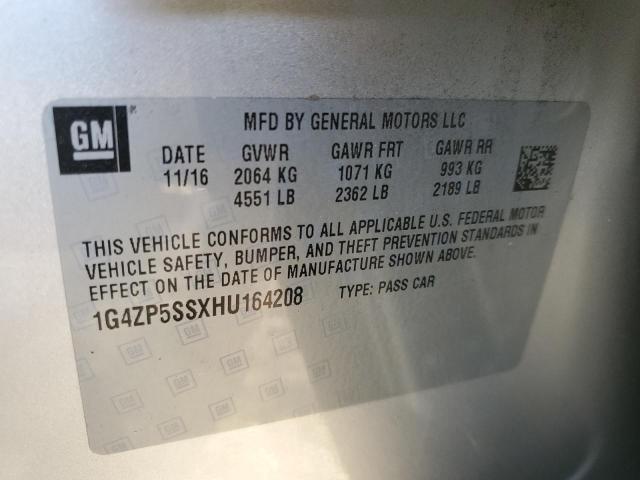 GM
MFD BY GENERAL MOTORS LLC
DATE GVWR GAWR FRT GAWR RR
11/16 2064 KG 1071 KG 993 KG
4551 LB 2362 LB 2189 LB
THIS VEHICLE CONFORMS TO ALL APPLICABLE U.S. FEDERAL MOTOR
VEHICLE SAFETY, BUMPER, AND THEFT PREVENTION STANDARDS IN
EFFECT ON THE DATE OF MANUFACTURE SHOWN ABOVE.
1G4ZP5SSXHU164208 TYPE: PASS CAR